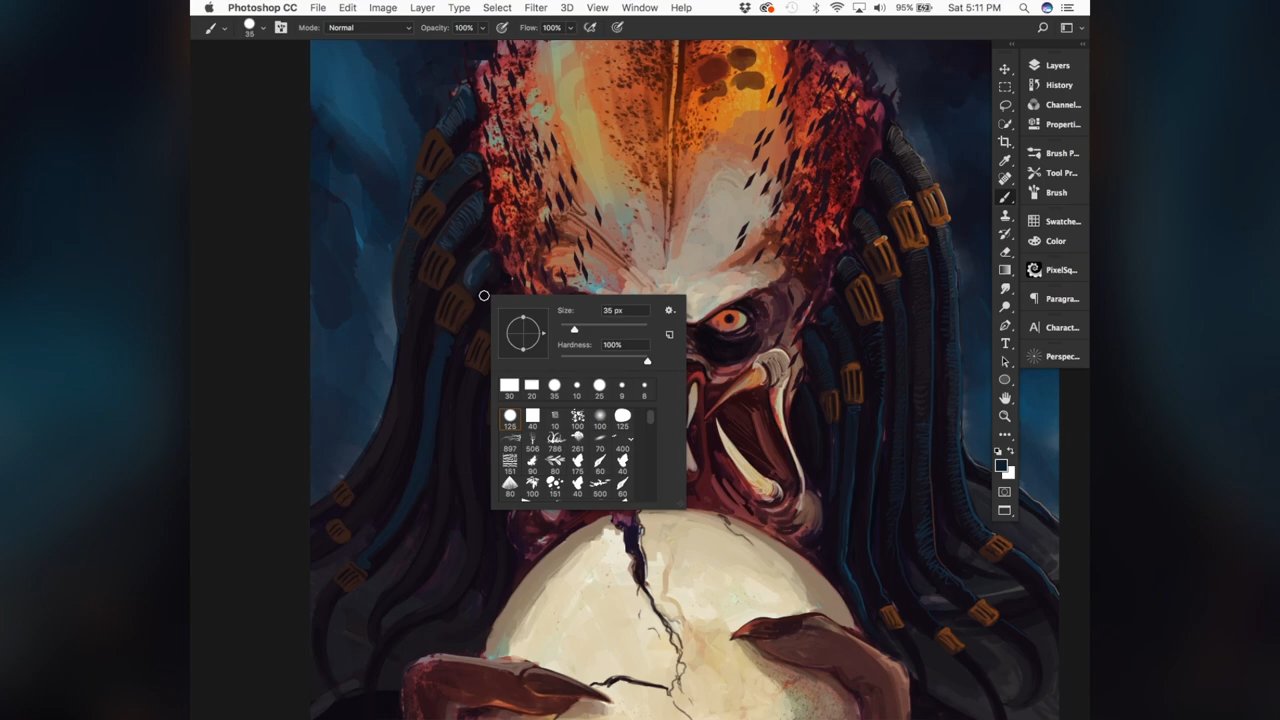 Photoshop CC File Edit Image Layer Type Select Filter 3D View Window Help 95% Sat 5:11 PM
35 Mode: Normal Opacity: 100% Flow: 100%
Layers
History
Channel...
Properti...
Brush P...
Tool Pr...
Brush
Swatche...
Color
PixelSq...
Paragra...
Charact...
Perspec...
Size: 35 px
Hardness: 100%
30 20 35 10 25 9 8
125 40 10 100 100 125
897 506 786 261 70 400
151 90 80 175 60 40
80 100 151 40 500 60